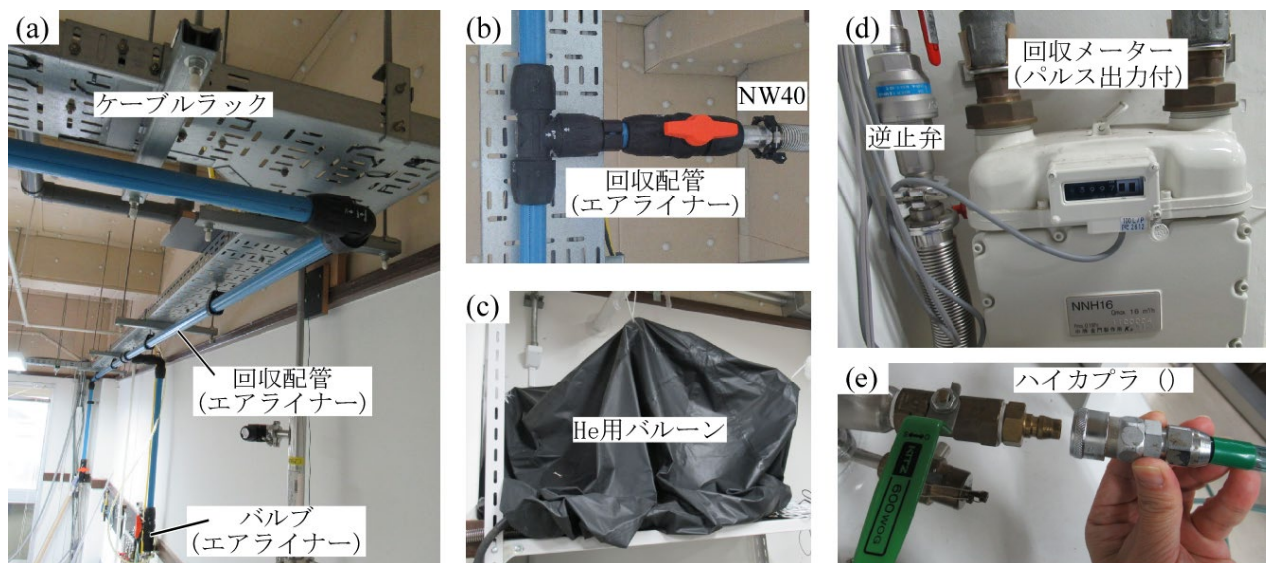 (a)
ケーブルラック
回収配管
(エアライナー)
バルブ
(エアライナー)
(b)
NW40
回収配管
(エアライナー)
(c)
He用バルーン
(d)
回収メーター
(パルス出力付)
逆止弁
NNH16
(e)
ハイカプラ ()
KITZ
600WOG